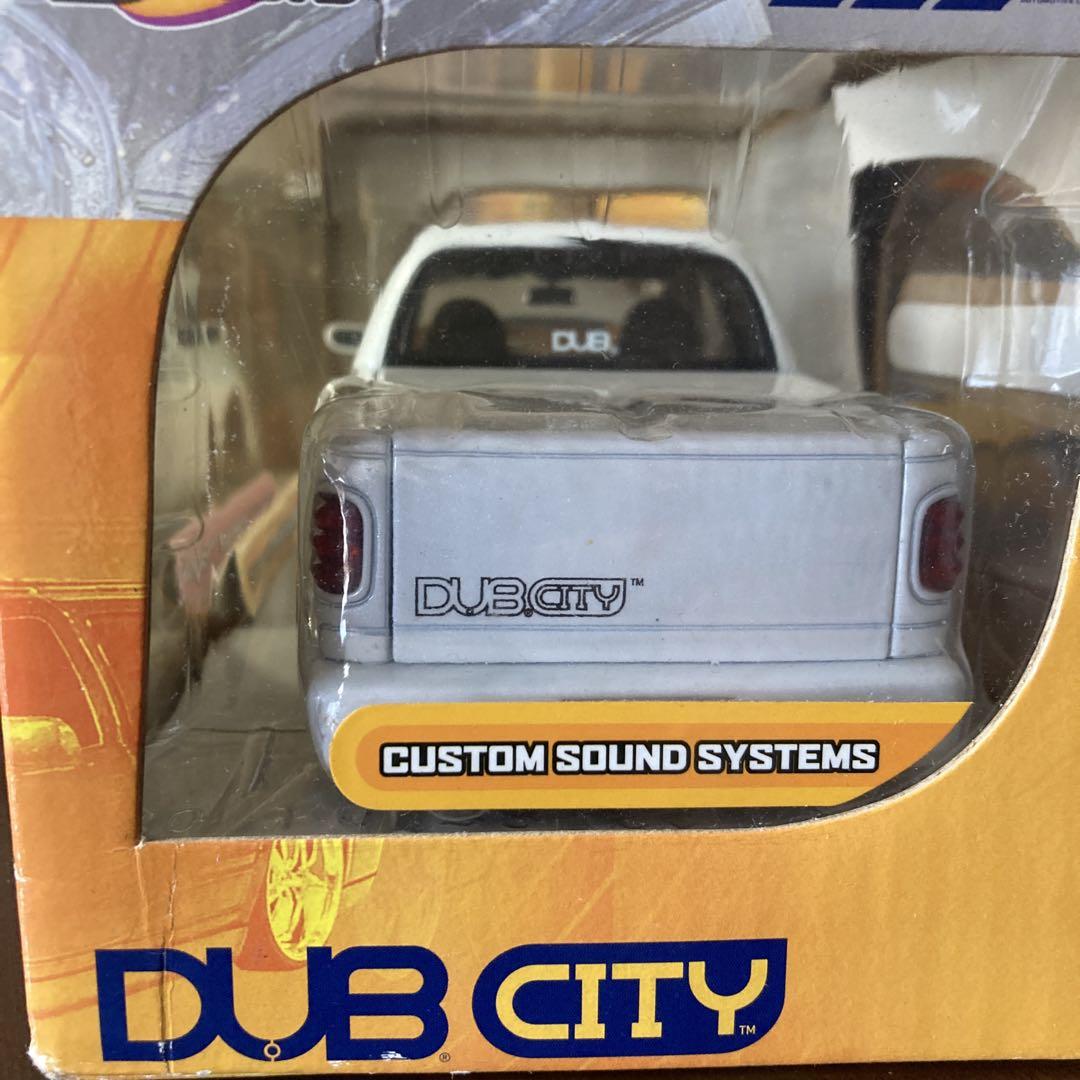 DUB
DUB CITY™
CUSTOM SOUND SYSTEMS
DUB® CITY™